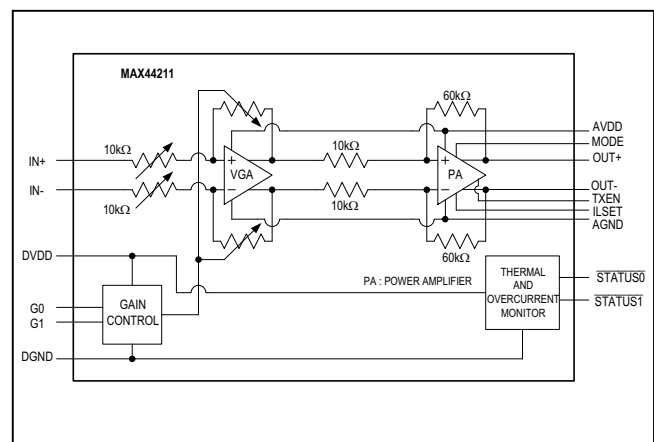 MAX44211
60kΩ
AVDD
MODE
IN+
10kΩ
+
VGA
-
10kΩ
+
PA
-
OUT+
IN-
10kΩ
10kΩ
OUT-
TXEN
ILSET
AGND
60kΩ
DVDD
PA : POWER AMPLIFIER
THERMAL
AND
OVERCURRENT
MONITOR
STATUS0
STATUS1
G0
G1
GAIN
CONTROL
DGND